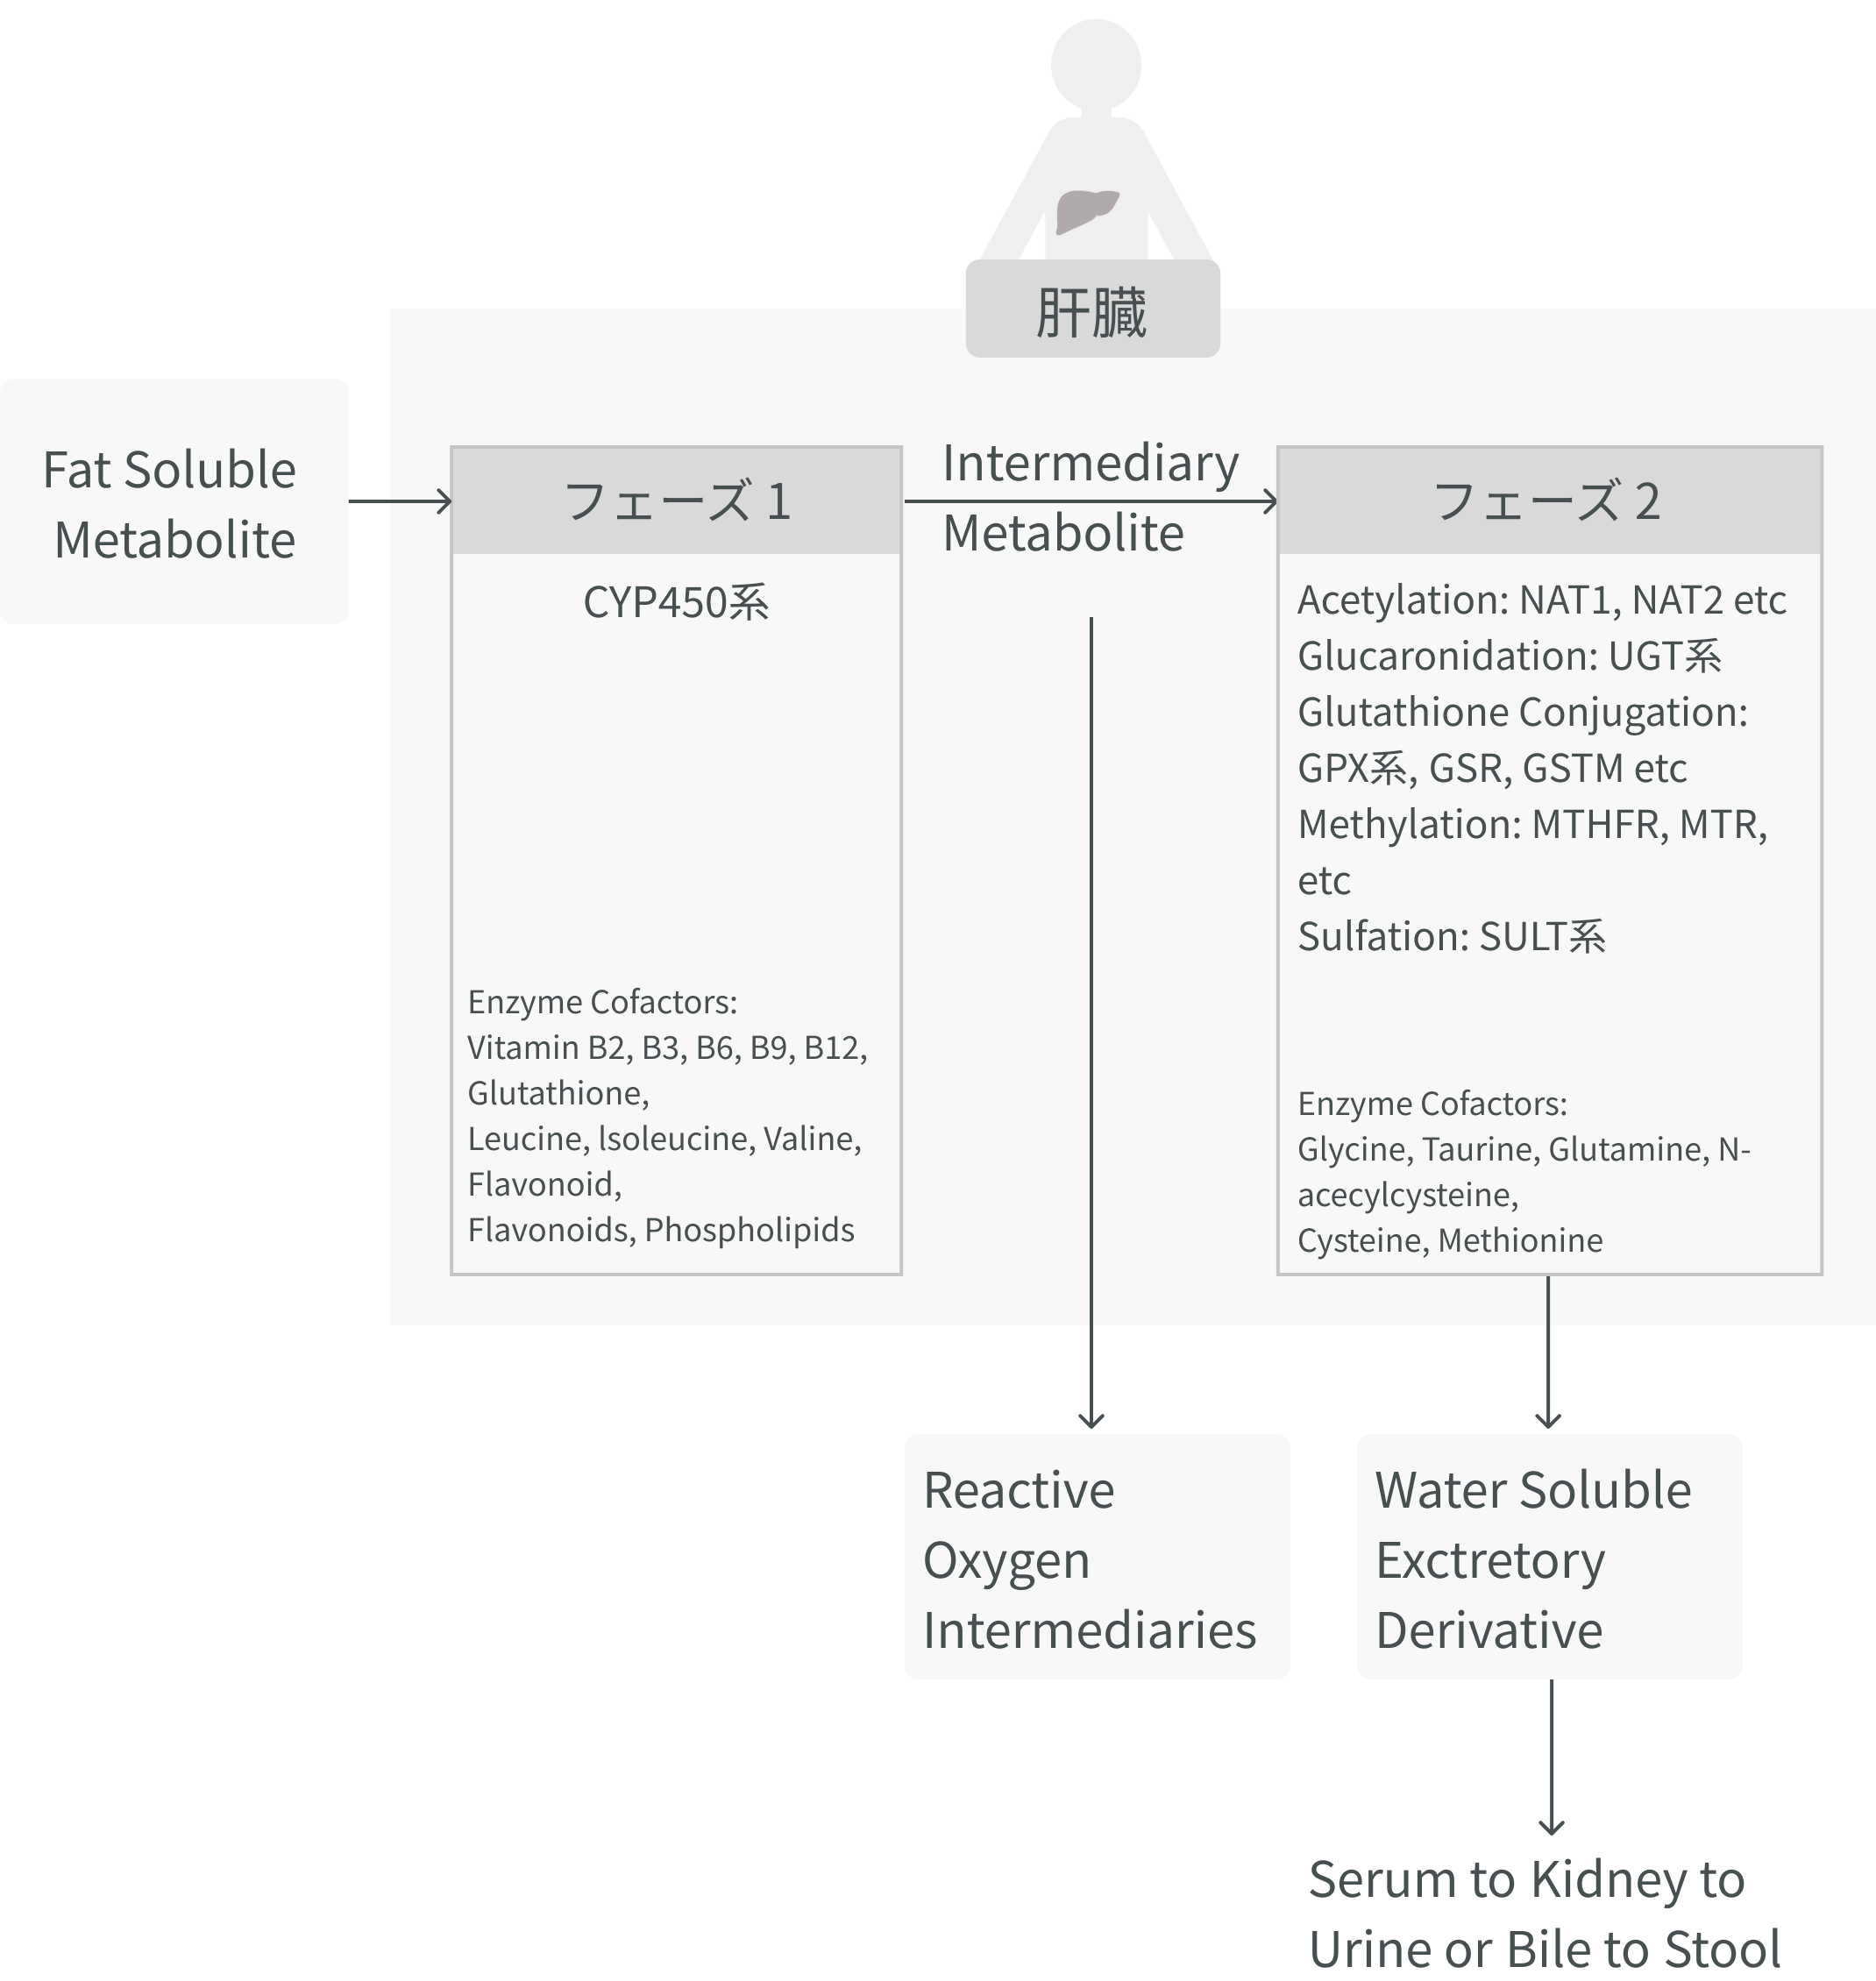 肝臓
Fat Soluble
Metabolite
フェーズ 1
CYP450系
Enzyme Cofactors:
Vitamin B2, B3, B6, B9, B12,
Glutathione,
Leucine, lsoleucine, Valine,
Flavonoid,
Flavonoids, Phospholipids
Intermediary
Metabolite
フェーズ 2
Acetylation: NAT1, NAT2 etc
Glucaronidation: UGT系
Glutathione Conjugation:
GPX系, GSR, GSTM etc
Methylation: MTHFR, MTR,
etc
Sulfation: SULT系
Enzyme Cofactors:
Glycine, Taurine, Glutamine, N-
acecylcysteine,
Cysteine, Methionine
Reactive
Oxygen
Intermediaries
Water Soluble
Exctretory
Derivative
Serum to Kidney to
Urine or Bile to Stool